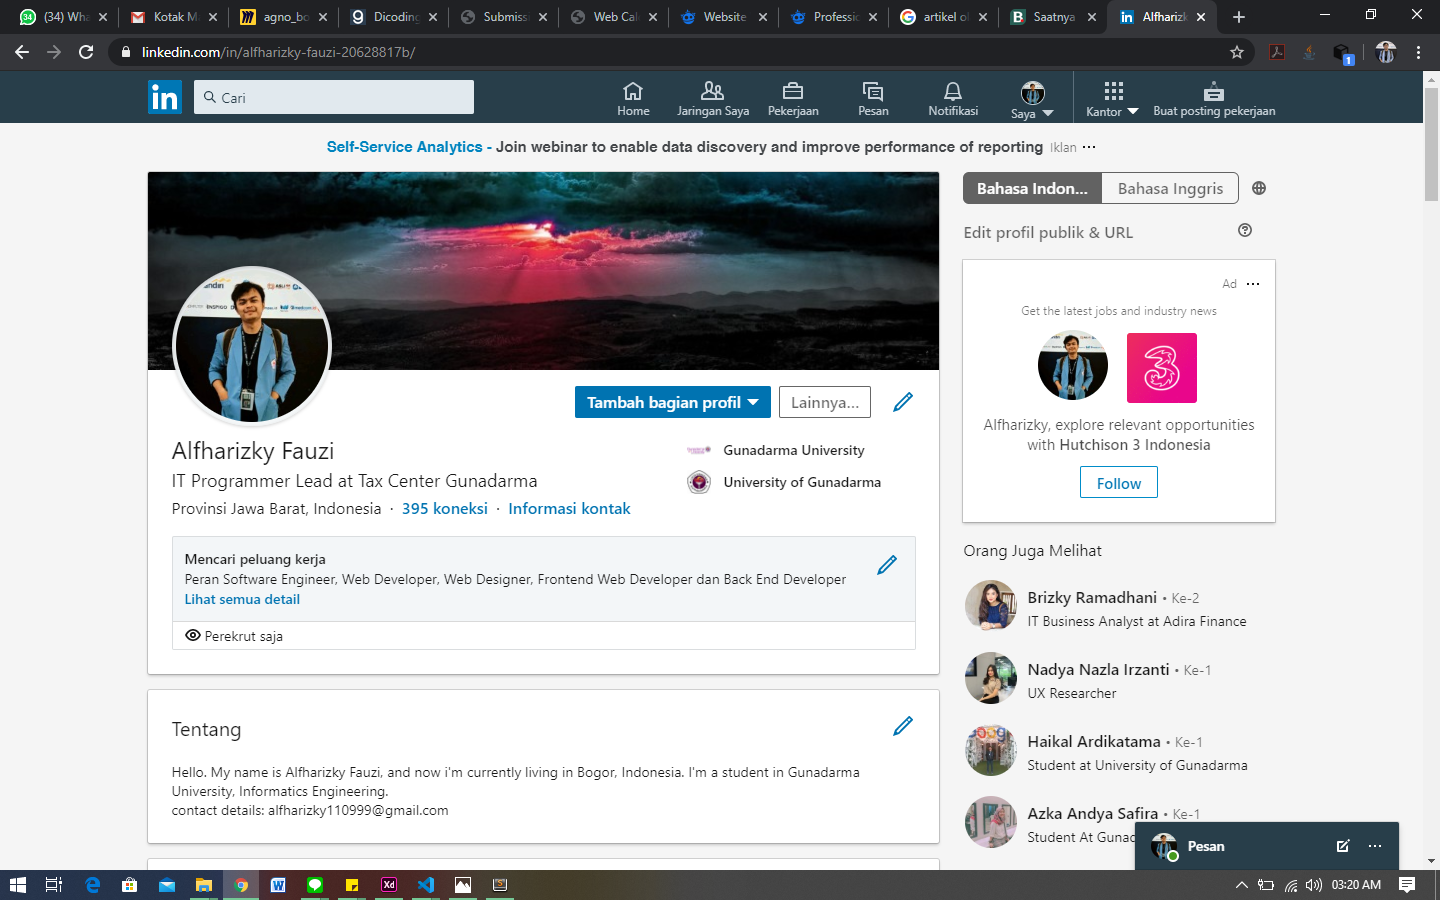 (34) Wha
Kotak Ma
agno_bo
Dicoding
Submiss
Web Cal
Website
Professio
artikel ol
Saatnya
Alfharizk
linkedin.com/in/alfharizky-fauzi-20628817b/
1
in
Cari
Home
Jaringan Saya
Pekerjaan
Pesan
Notifikasi
Saya
Kantor
Buat posting pekerjaan
Self-Service Analytics - Join webinar to enable data discovery and improve performance of reporting Iklan ...
Bahasa Indon...
Bahasa Inggris
Edit profil publik & URL
Ad ...
Get the latest jobs and industry news
3
Alfharizky, explore relevant opportunities
with Hutchison 3 Indonesia
Follow
Tambah bagian profil
Lainnya...
Alfharizky Fauzi
IT Programmer Lead at Tax Center Gunadarma
Provinsi Jawa Barat, Indonesia · 395 koneksi · Informasi kontak
Gunadarma University
University of Gunadarma
Mencari peluang kerja
Peran Software Engineer, Web Developer, Web Designer, Frontend Web Developer dan Back End Developer
Lihat semua detail
Perekrut saja
Tentang
Hello. My name is Alfharizky Fauzi, and now i'm currently living in Bogor, Indonesia. I'm a student in Gunadarma
University, Informatics Engineering.
contact details: alfharizky110999@gmail.com
Orang Juga Melihat
Brizky Ramadhani • Ke-2
IT Business Analyst at Adira Finance
Nadya Nazla Irzanti • Ke-1
UX Researcher
Haikal Ardikatama • Ke-1
Student at University of Gunadarma
Azka Andya Safira • Ke-1
Student At Gunad
Pesan
03:20 AM